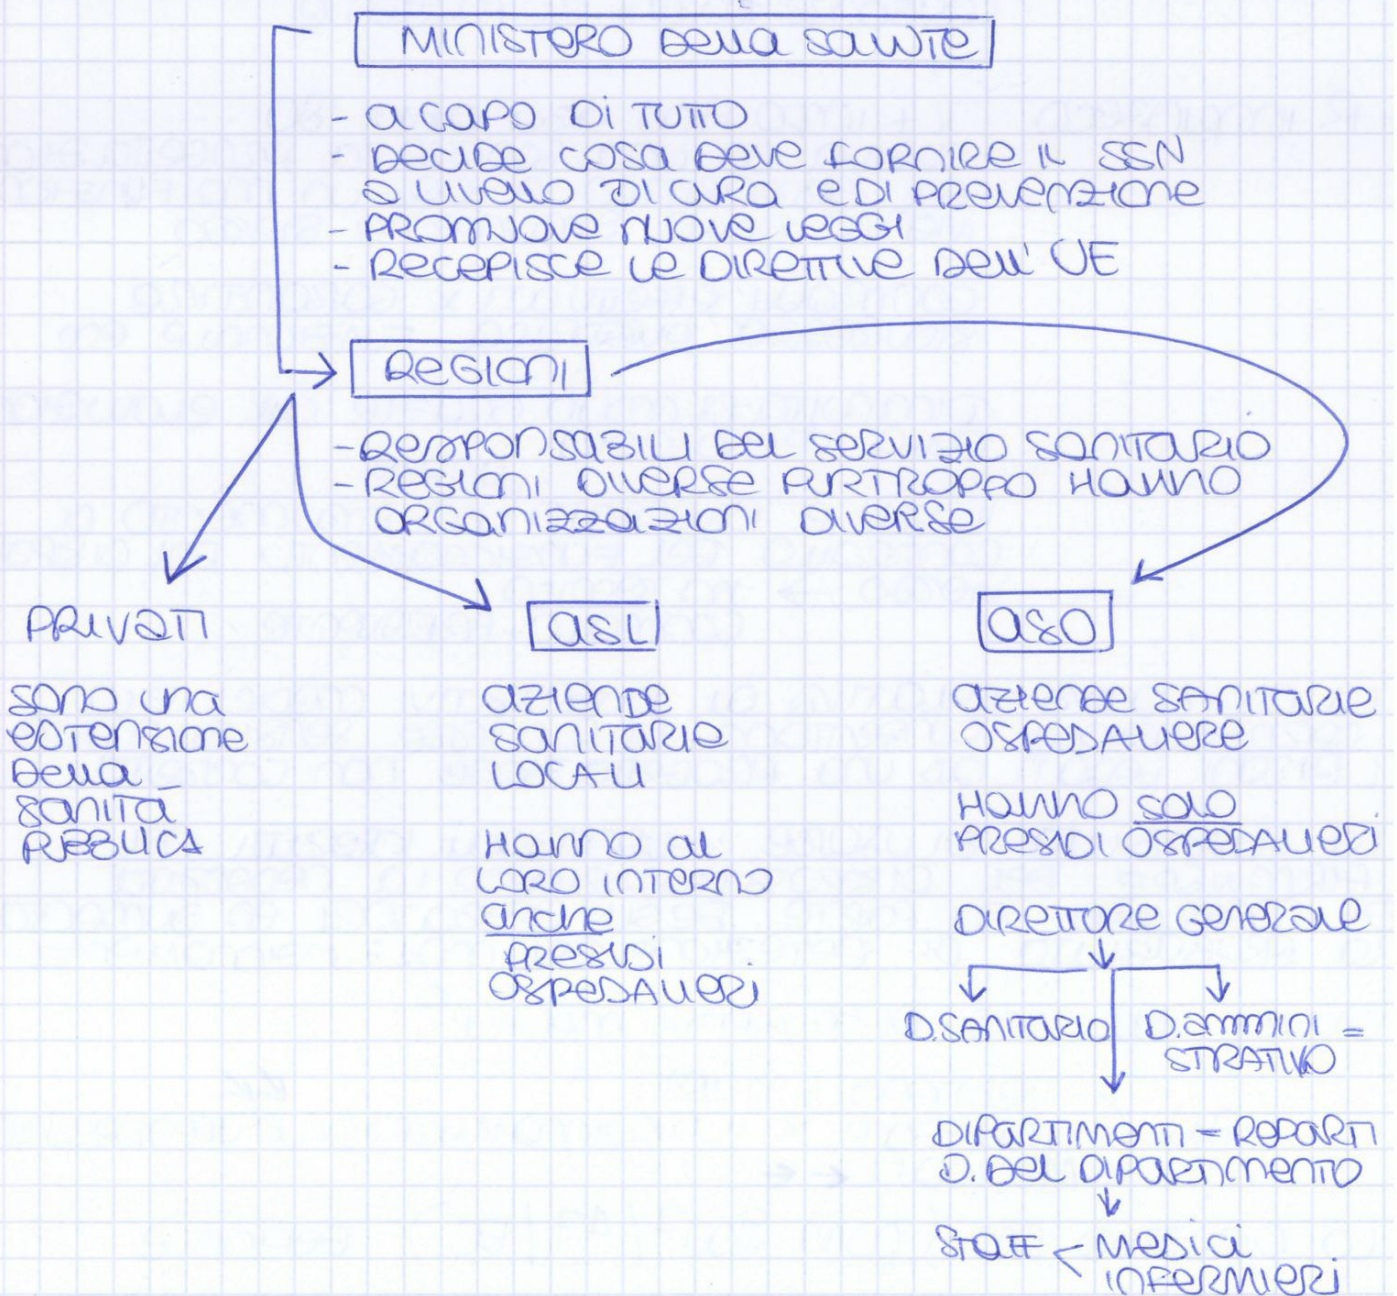 MINISTERO DELLA SALUTE
- A CAPO DI TUTTO
- DECIDE COSA DEVE FORNIRE IL SSN
A LIVELLO DI CURA E DI PREVENZIONE
- PROMUOVE NUOVE LEGGI
- RECEPISCE LE DIRETTIVE DELL' UE
REGIONI
- RESPONSABILI DEL SERVIZIO SANITARIO
- REGIONI DIVERSE PURTROPPO HANNO
ORGANIZZAZIONI DIVERSE
PRIVATI
SONO UNA
ESTENSIONE
DELLA
SANITÀ
PUBBLICA
ASL
AZIENDE
SANITARIE
LOCALI
HANNO AL
LORO INTERNO
ANCHE
PRESIDI
OSPEDALIERI
ASO
AZIENDE SANITARIE
OSPEDALIERE
HANNO SOLO
PRESIDI OSPEDALIERI
DIRETTORE GENERALE
D.SANITARIO
D.AMMINI =
STRATIVO
DIPARTIMENTI = REPARTI
D. DEL DIPARTIMENTO
STAFF < MEDICI
INFERMIERI